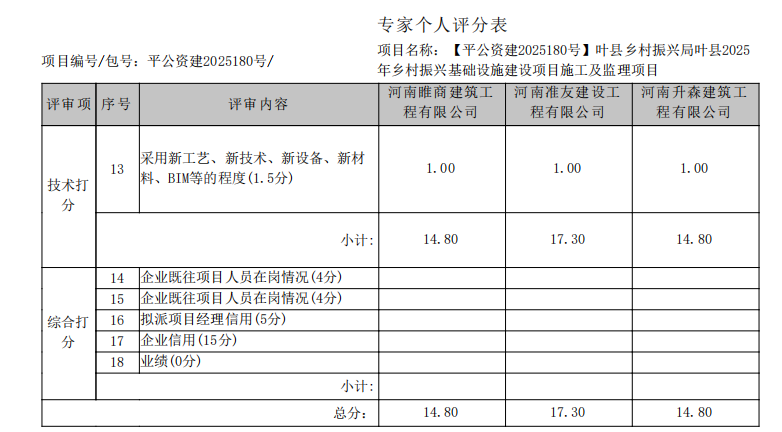 专家个人评分表
项目编号/包号: 平公资建2025180号/
项目名称: 【平公资建2025180号】叶县乡村振兴局叶县2025
年乡村振兴基础设施建设项目施工及监理项目
评审项 序号 评审内容 河南睢商建筑工 河南准友建设工 河南升森建筑工
程有限公司 程有限公司 程有限公司
技术打
分
13 采用新工艺、新技术、新设备、新材 1.00 1.00 1.00
料、BIM等的程度(1.5分)
小计: 14.80 17.30 14.80
综合打
分
14 企业既往项目人员在岗情况(4分)
15 企业既往项目人员在岗情况(4分)
16 拟派项目经理信用(5分)
17 企业信用(15分)
18 业绩(0分)
小计:
总分: 14.80 17.30 14.80